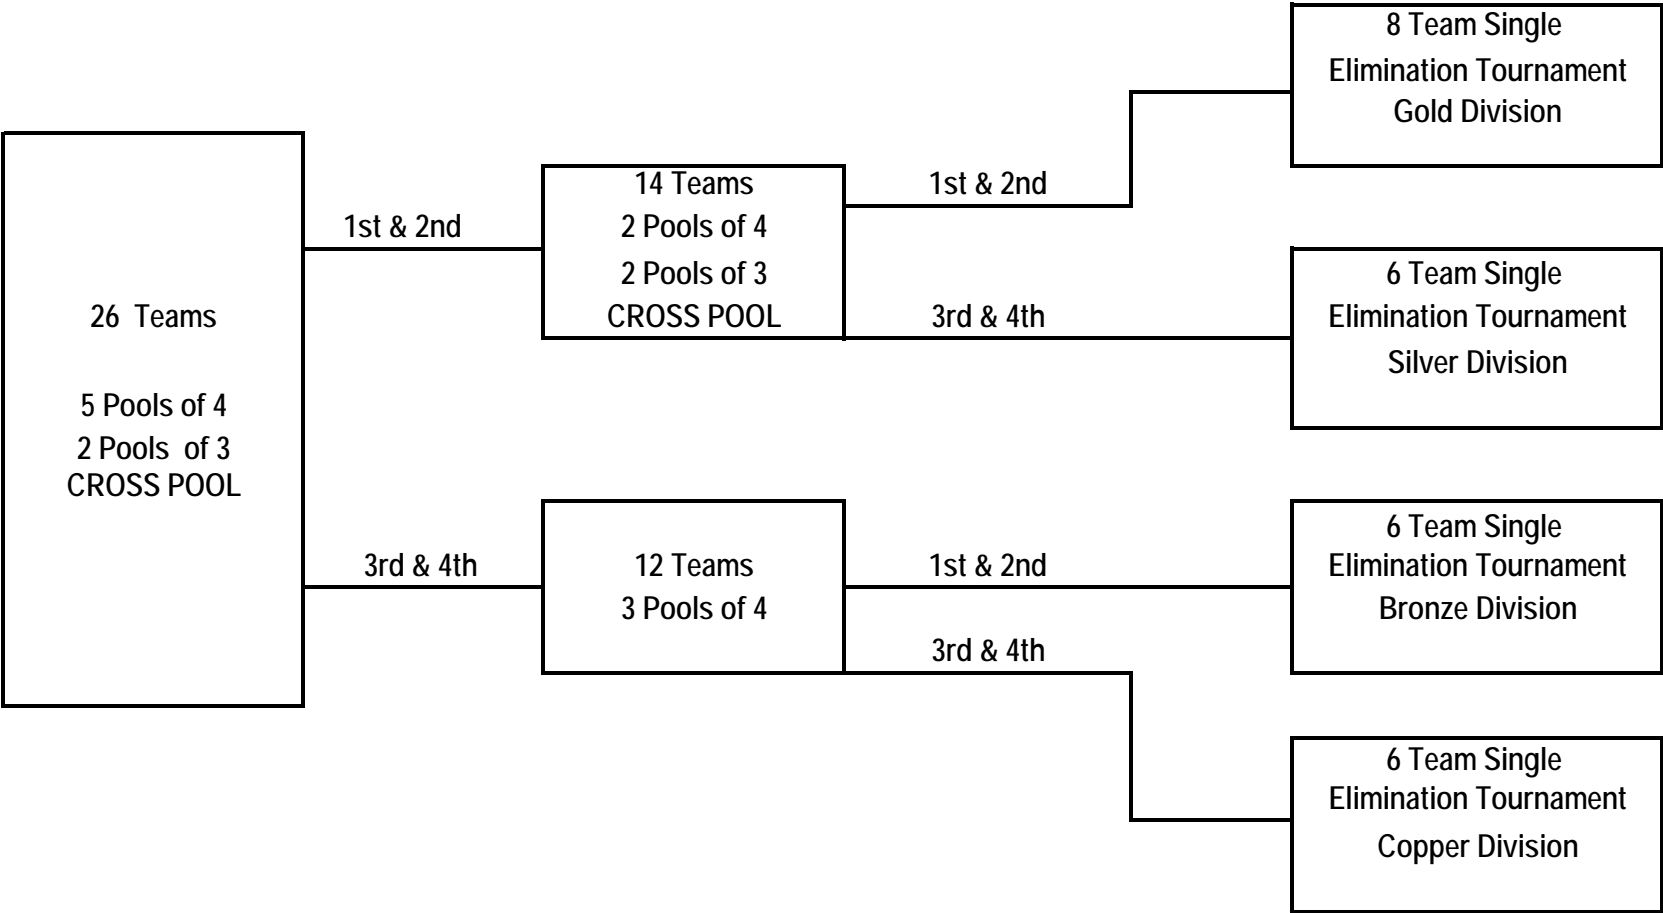 26 Teams
5 Pools of 4
2 Pools of 3
CROSS POOL
1st & 2nd
3rd & 4th
14 Teams
2 Pools of 4
2 Pools of 3
CROSS POOL
12 Teams
3 Pools of 4
1st & 2nd
3rd & 4th
1st & 2nd
3rd & 4th
8 Team Single
Elimination Tournament
Gold Division
6 Team Single
Elimination Tournament
Silver Division
6 Team Single
Elimination Tournament
Bronze Division
6 Team Single
Elimination Tournament
Copper Division